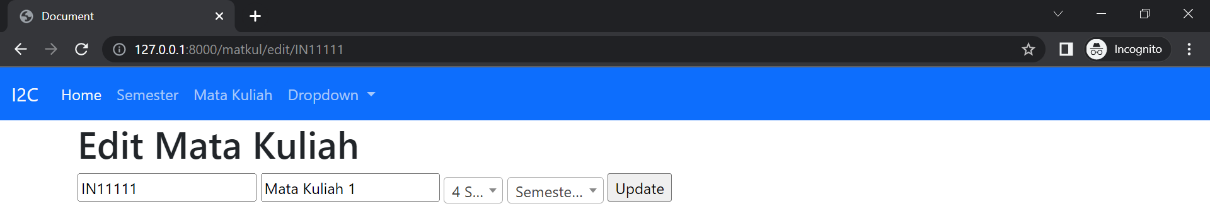 Document
127.0.0.1:8000/matkul/edit/IN11111
Incognito
I2C Home Semester Mata Kuliah Dropdown
Edit Mata Kuliah
IN11111 Mata Kuliah 1 4 S... Semeste... Update